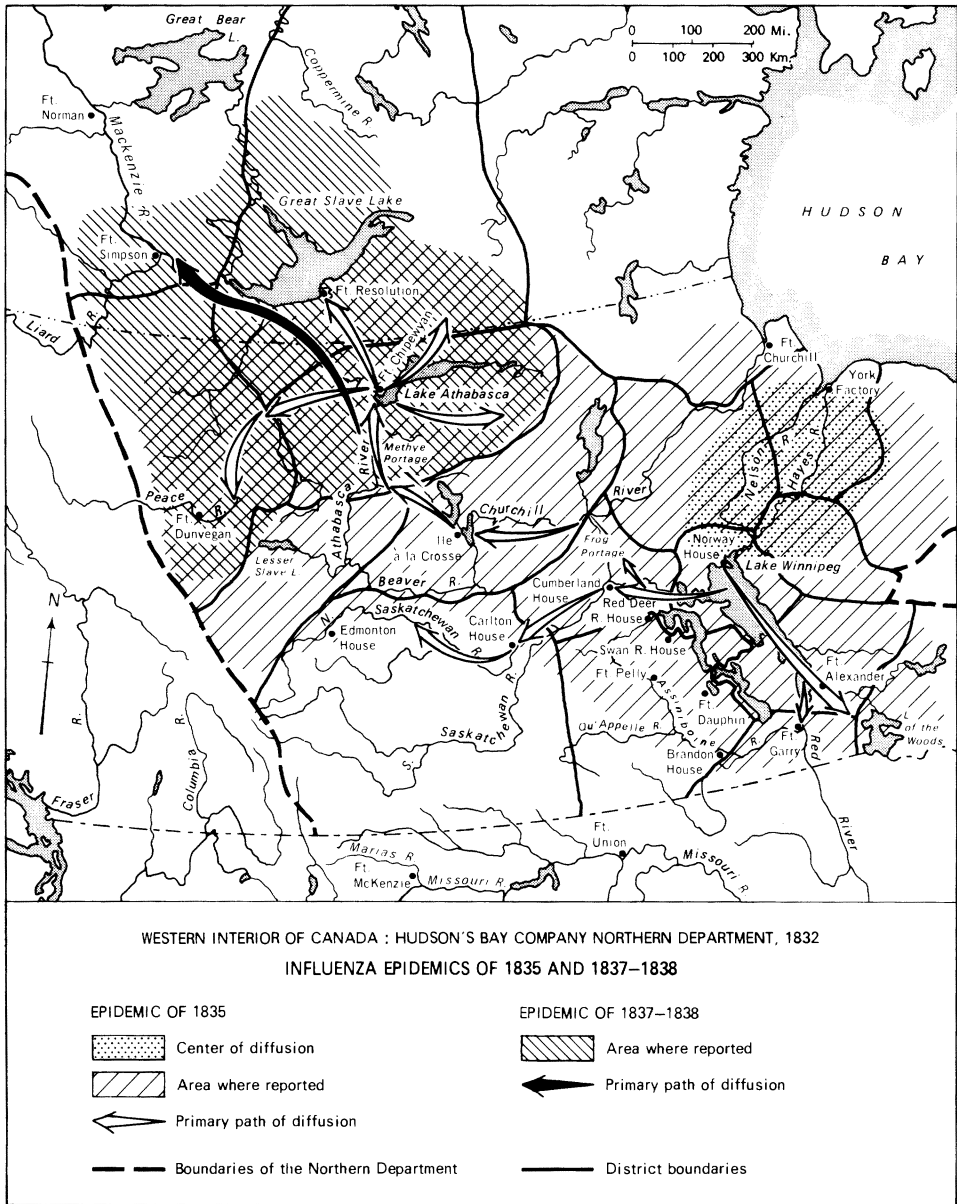 Great Bear
L.
0 100 200 Mi.
0 100 200 300 Km.
Coppermine R.
Ft.
Norman
Mackenzie R.
Great Slave Lake
HUDSON
BAY
Ft.
Simpson
Ft. Resolution
Liard R.
Ft. Chipewyan
Ft.
Churchill
York
Factory
Lake Athabasca
Methye
Portage
Nelson R.
Hayes R.
Athabasca River
Peace R.
Ft.
Dunvegan
Churchill River
Ile
à la Crosse
Frog
Portage
Norway
House
Lake Winnipeg
Lesser
Slave L.
Beaver R.
Cumberland
House
Red Deer
R. House
N
N. Saskatchewan R.
Carlton
House
Edmonton
House
Swan R. House
Ft.
Alexander
Ft. Pelly
Assiniboine R.
Ft.
Dauphin
L.
of the
Woods
S. Saskatchewan R.
Qu'Appelle R.
Ft.
Garry
Red River
Brandon
House
Columbia R.
Fraser R.
Ft.
Union
Marias R.
Ft.
McKenzie
Missouri R.
Missouri R.
WESTERN INTERIOR OF CANADA : HUDSON'S BAY COMPANY NORTHERN DEPARTMENT, 1832
INFLUENZA EPIDEMICS OF 1835 AND 1837–1838
EPIDEMIC OF 1835
Center of diffusion
Area where reported
Primary path of diffusion
Boundaries of the Northern Department
EPIDEMIC OF 1837–1838
Area where reported
Primary path of diffusion
District boundaries